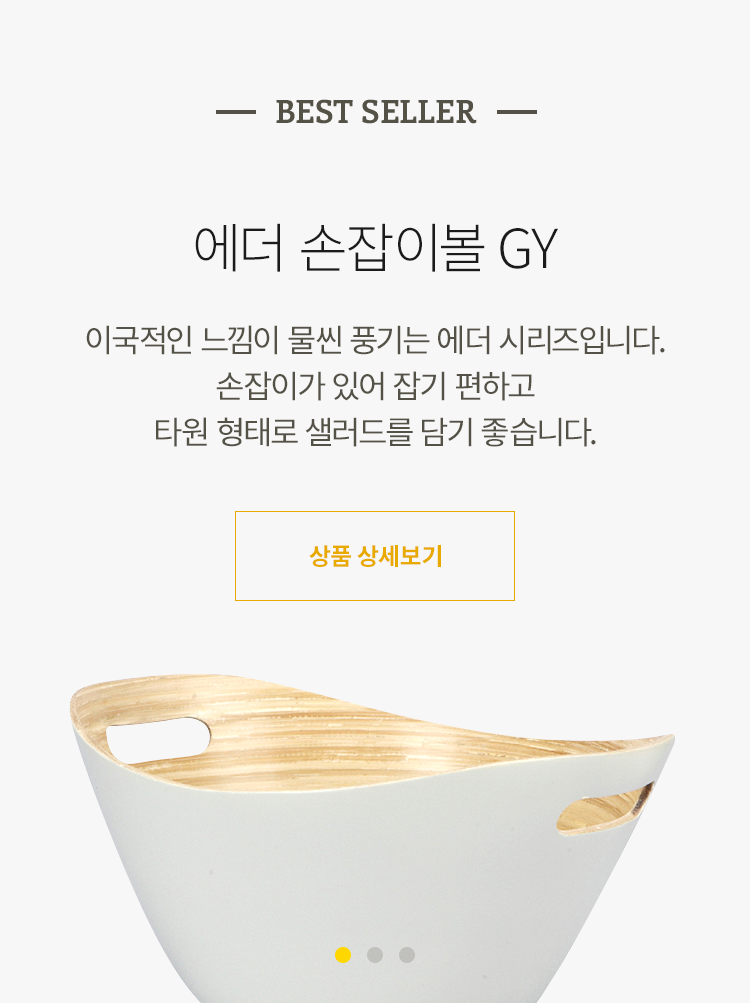 BEST SELLER
에더 손잡이볼 GY
이국적인 느낌이 물씬 풍기는 에더 시리즈입니다.
손잡이가 있어 잡기 편하고
타원 형태로 샐러드를 담기 좋습니다.
상품 상세보기